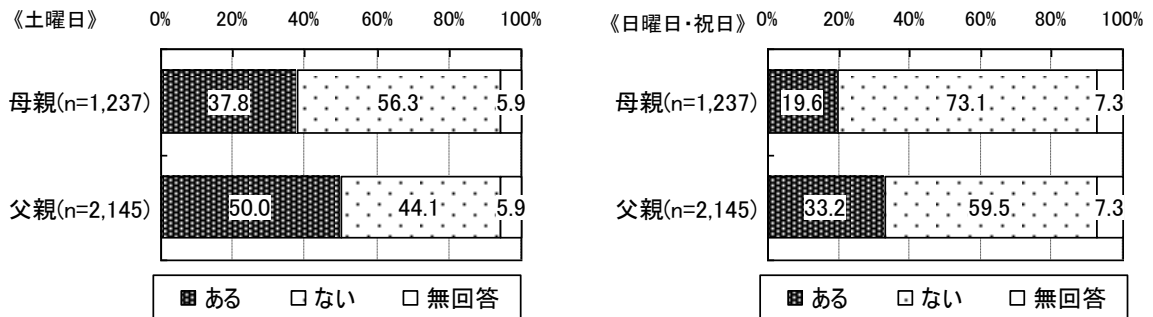 《土曜日》 0% 20% 40% 60% 80% 100%
母親(n=1,237) 37.8 56.3 5.9
父親(n=2,145) 50.0 44.1 5.9
ある ない 無回答
《日曜日・祝日》 0% 20% 40% 60% 80% 100%
母親(n=1,237) 19.6 73.1 7.3
父親(n=2,145) 33.2 59.5 7.3
ある ない 無回答